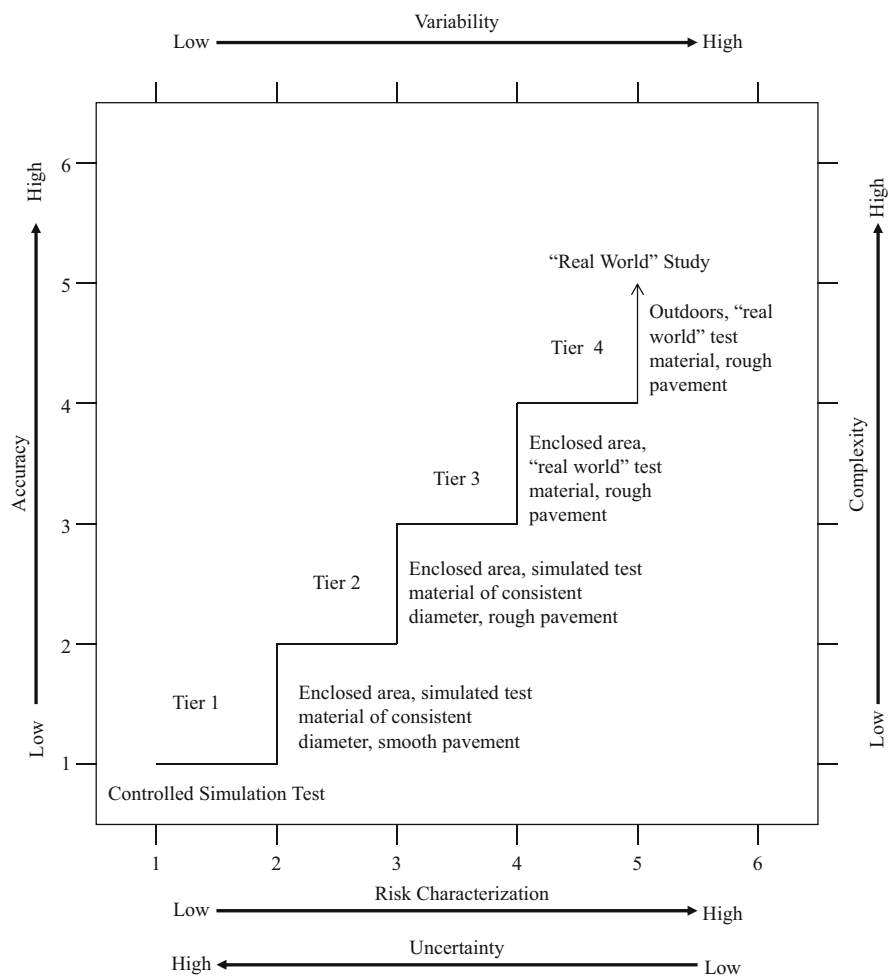 Variability
Low High
6
High
High
“Real World” Study
5
Outdoors, “real
world” test
material, rough
pavement
Tier 4
4
Accuracy
Complexity
Enclosed area,
“real world” test
material, rough
pavement
Tier 3
3
Enclosed area, simulated test
material of consistent
diameter, rough pavement
Tier 2
2
Enclosed area, simulated test
material of consistent
diameter, smooth pavement
Tier 1
Low
Low
1
Controlled Simulation Test
1 2 3 4 5 6
Risk Characterization
Low High
Uncertainty
High Low